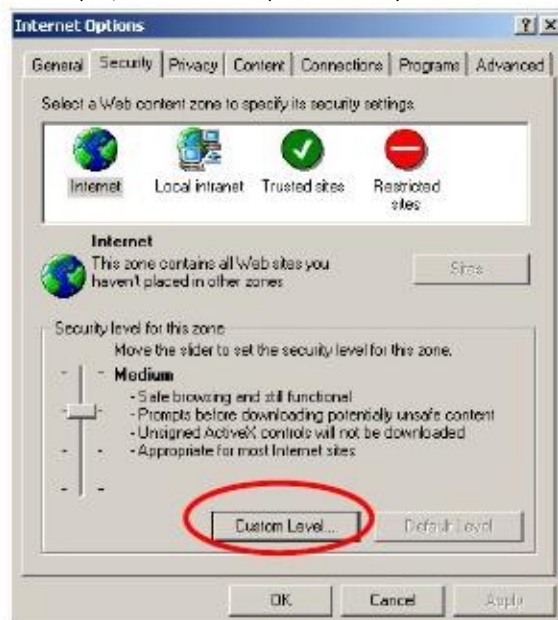 Internet Options
General Security Privacy Content Connections Programs Advanced
Select a Web content zone to specify its security settings.
Internet Local intranet Trusted sites Restricted sites
Internet
This zone contains all Web sites you
haven't placed in other zones
Sites
Security level for this zone
Move the slider to set the security level for this zone.
Medium
- Safe browsing and still functional
- Prompts before downloading potentially unsafe content
- Unsigned ActiveX controls will not be downloaded
- Appropriate for most Internet sites
Custom Level... Default Level
OK Cancel Apply